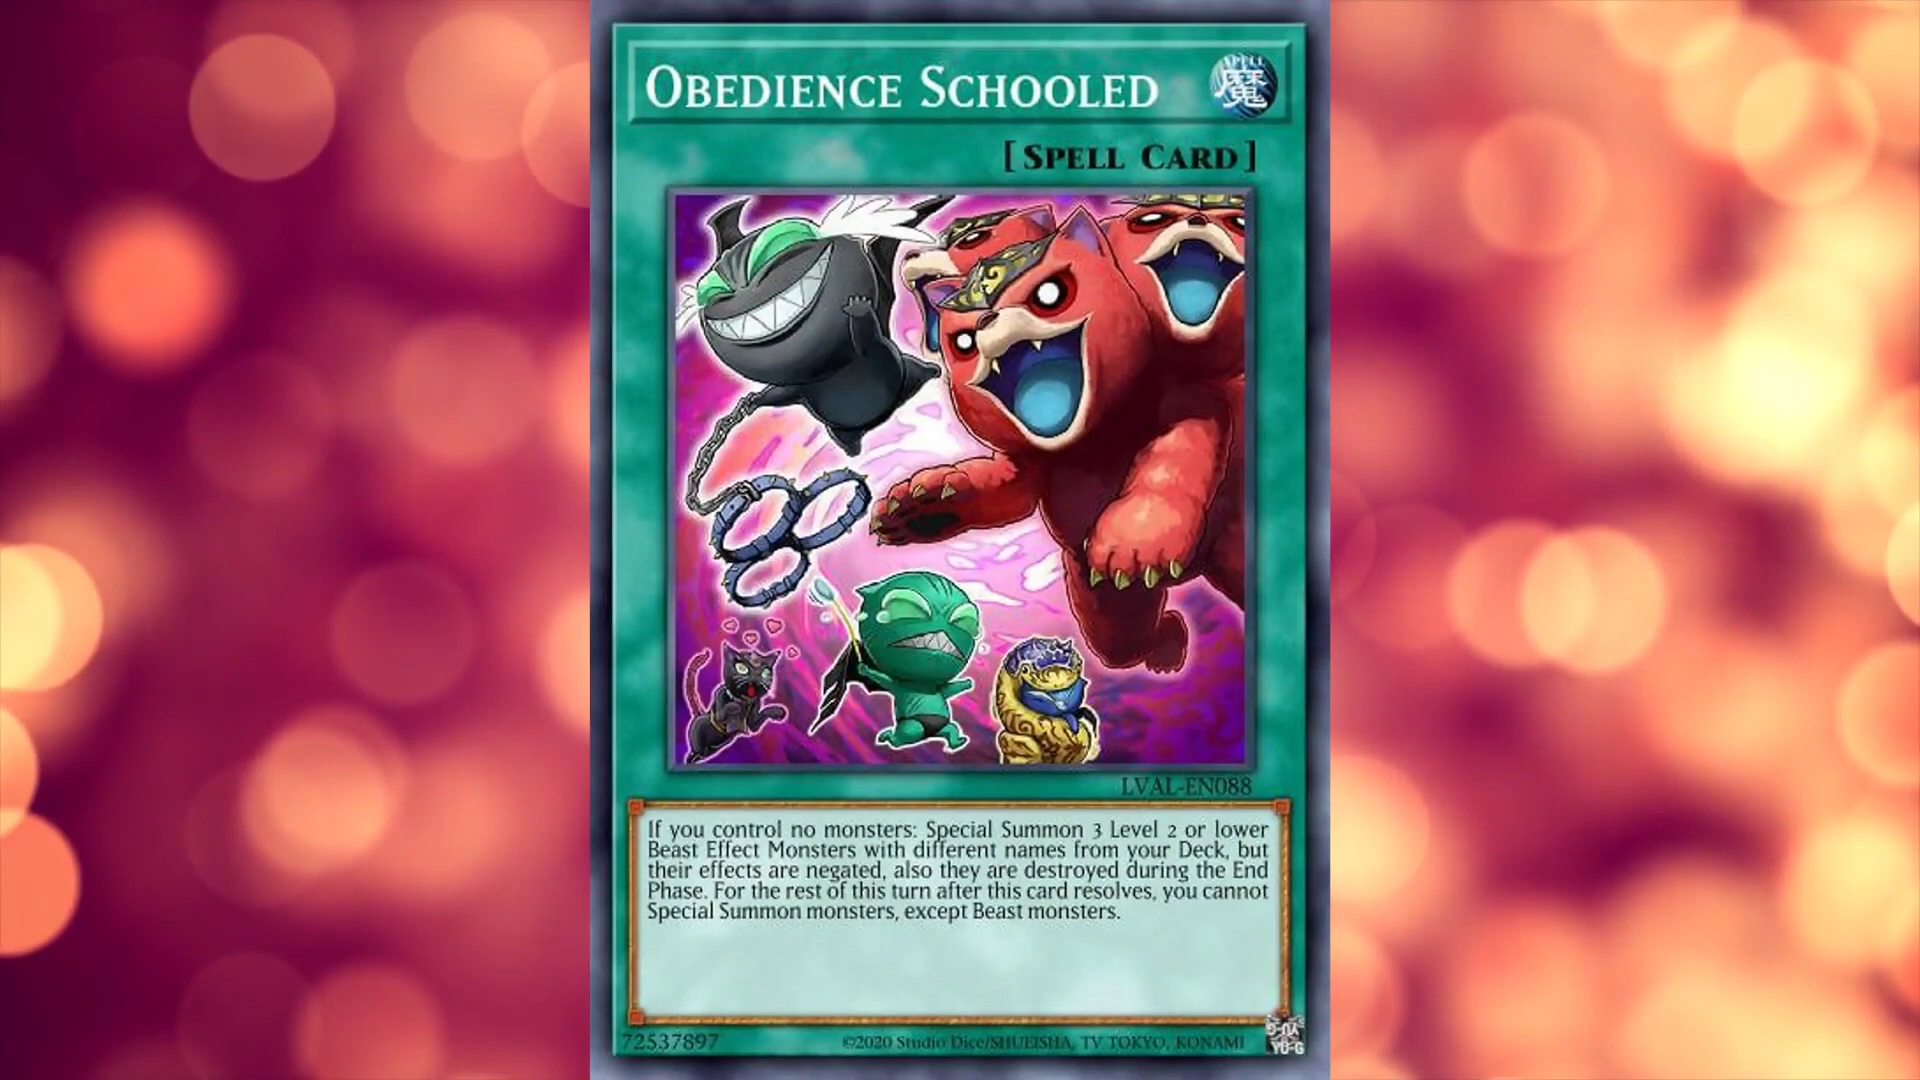 Obedience Schooled
SPELL
魔
[Spell Card]
LVAL-EN088
If you control no monsters: Special Summon 3 Level 2 or lower
Beast Effect Monsters with different names from your Deck, but
their effects are negated, also they are destroyed during the End
Phase. For the rest of this turn after this card resolves, you cannot
Special Summon monsters, except Beast monsters.
72537897
©2020 Studio Dice/SHUEISHA, TV TOKYO, KONAMI